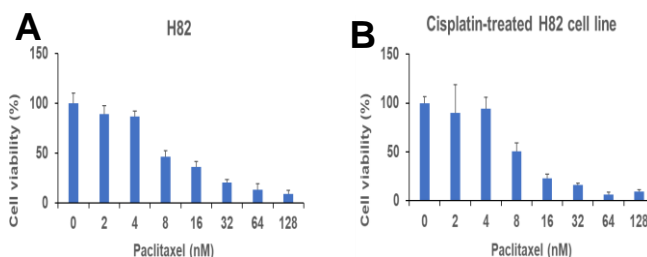 A
H82
Cell viability (%)
150
100
50
0
0 2 4 8 16 32 64 128
Paclitaxel (nM)
B
Cisplatin-treated H82 cell line
Cell viability (%)
150
100
50
0
0 2 4 8 16 32 64 128
Paclitaxel (nM)